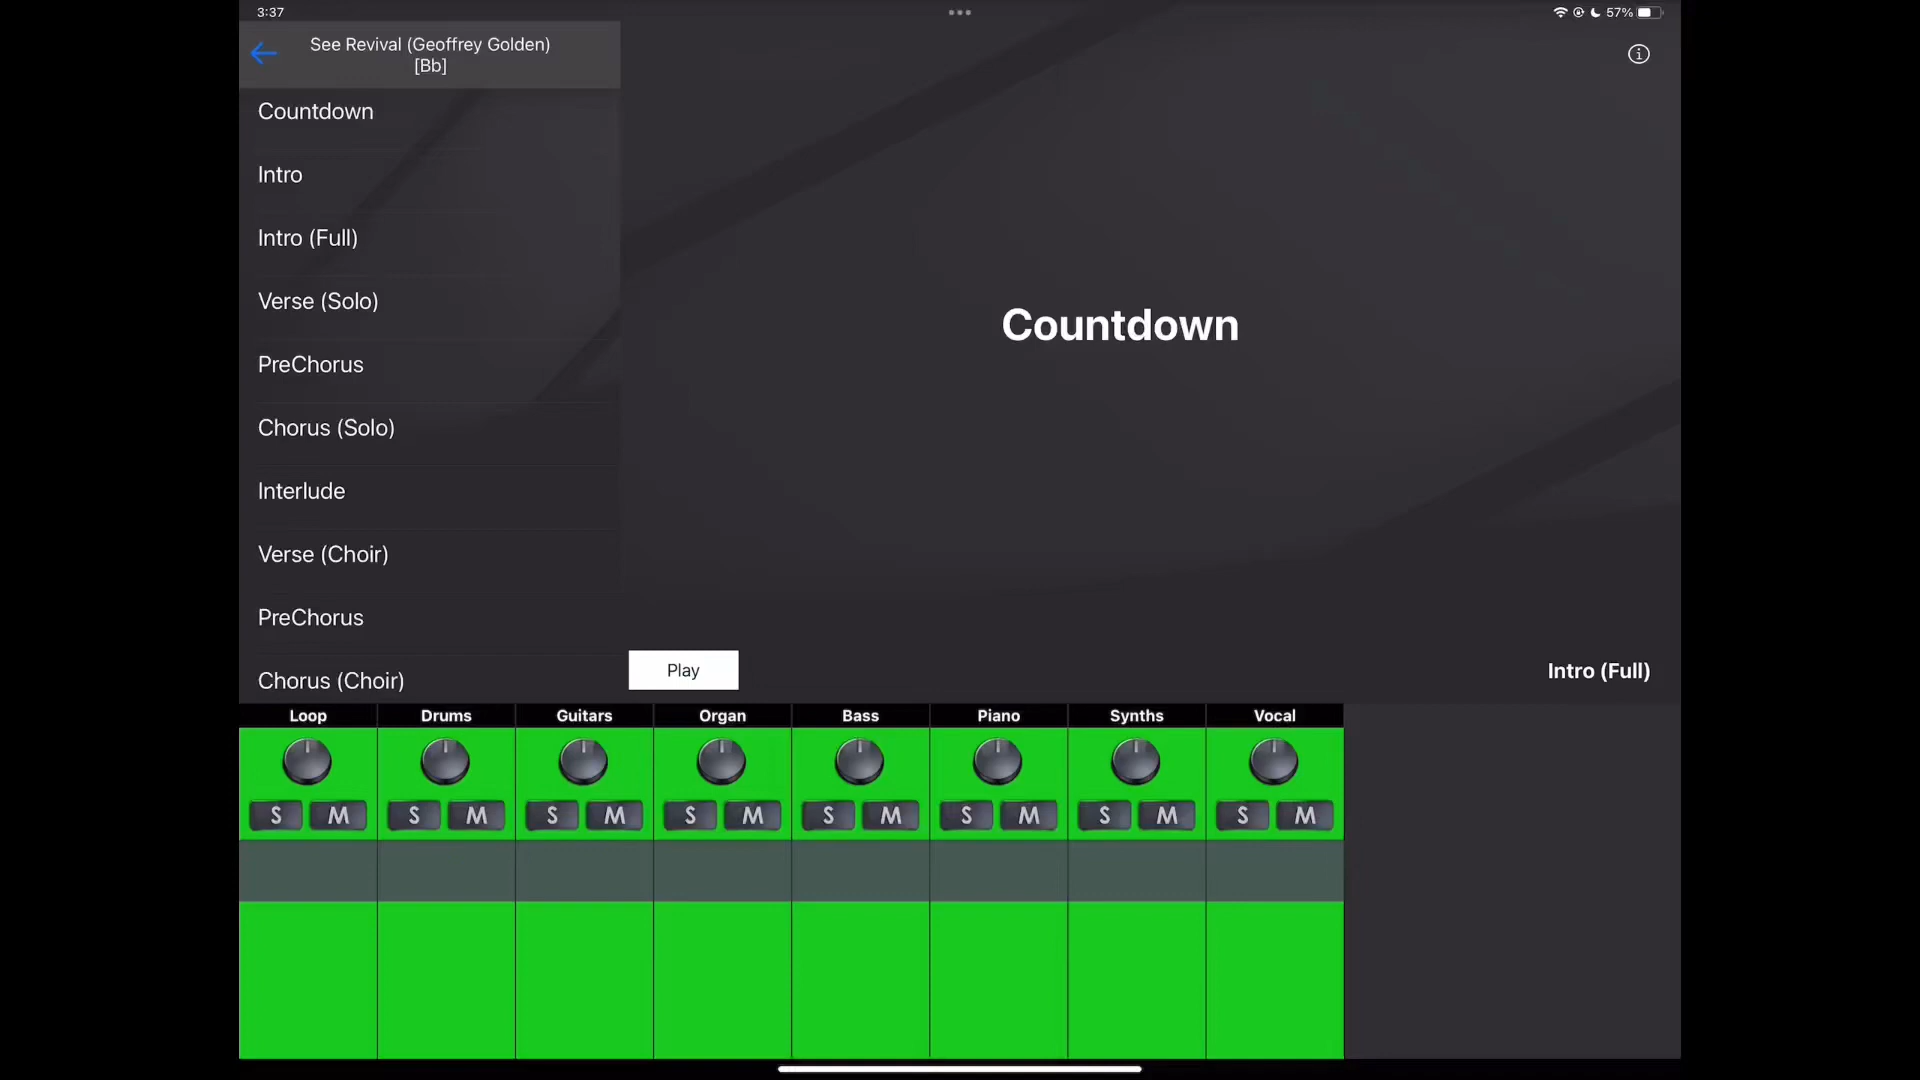 3:37
57%
See Revival (Geoffrey Golden)
[Bb]
Countdown
Intro
Intro (Full)
Verse (Solo)
PreChorus
Chorus (Solo)
Interlude
Verse (Choir)
PreChorus
Chorus (Choir)
Countdown
Play
Intro (Full)
Loop Drums Guitars Organ Bass Piano Synths Vocal
S M S M S M S M S M S M S M S M